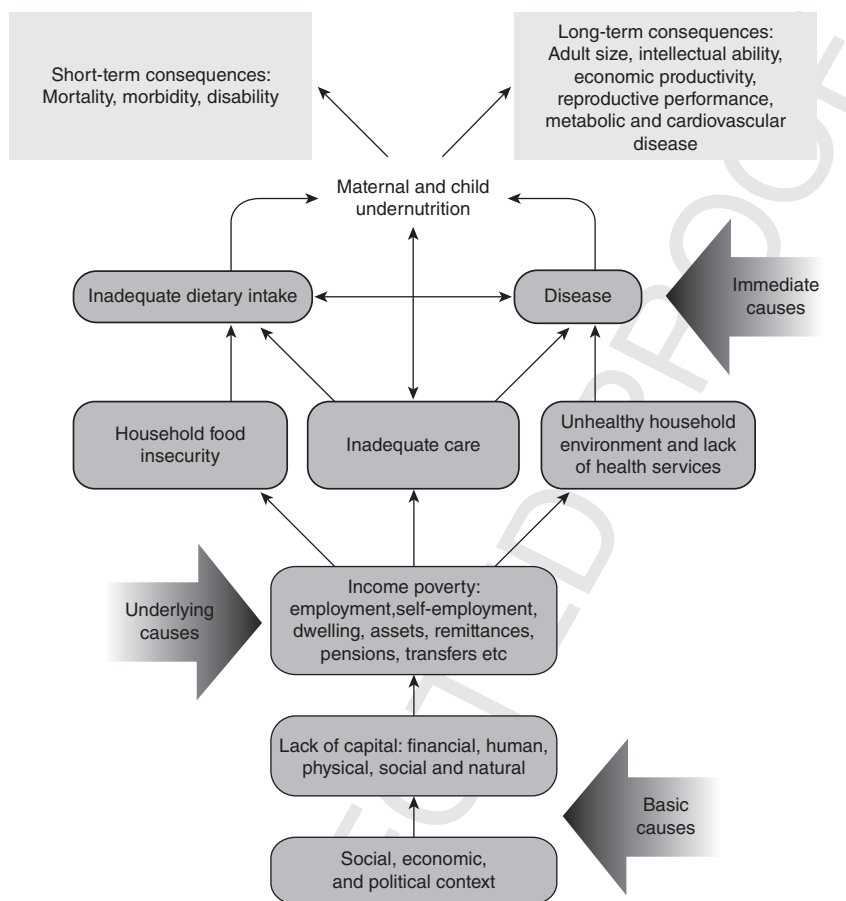 Short-term consequences:
Mortality, morbidity, disability
Long-term consequences:
Adult size, intellectual ability,
economic productivity,
reproductive performance,
metabolic and cardiovascular
disease
Maternal and child
undernutrition
Inadequate dietary intake
Disease
Immediate
causes
Household food
insecurity
Inadequate care
Unhealthy household
environment and lack
of health services
Underlying
causes
Income poverty:
employment,self-employment,
dwelling, assets, remittances,
pensions, transfers etc
Lack of capital: financial, human,
physical, social and natural
Basic
causes
Social, economic,
and political context